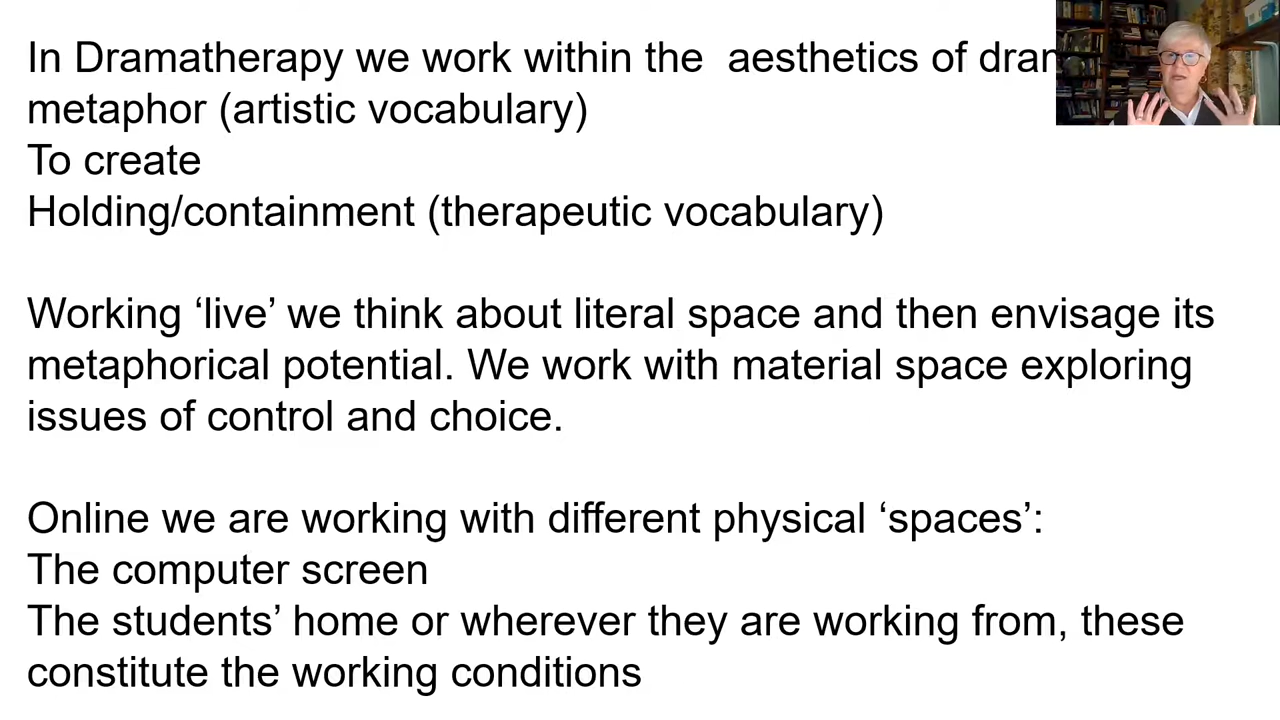 In Dramatherapy we work within the aesthetics of
metaphor (artistic vocabulary)
To create
Holding/containment (therapeutic vocabulary)
Working ‘live’ we think about literal space and then envisage its
metaphorical potential. We work with material space exploring
issues of control and choice.
Online we are working with different physical ‘spaces’:
The computer screen
The students’ home or wherever they are working from, these
constitute the working conditions